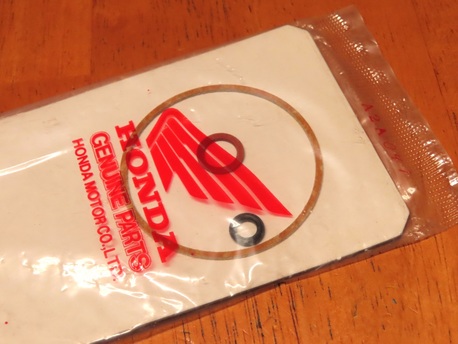 HONDA
GENUINE PARTS
HONDA MOTOR CO.,LTD.